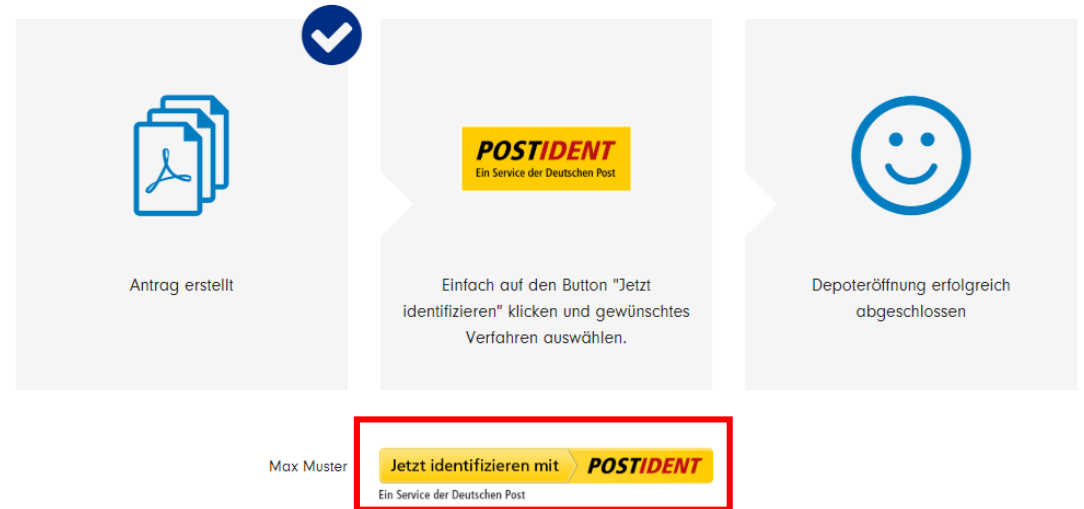 POSTIDENT
Ein Service der Deutschen Post
Antrag erstellt
Einfach auf den Button "Jetzt
identifizieren" klicken und gewünschtes
Verfahren auswählen.
Depoteröffnung erfolgreich
abgeschlossen
Max Muster
Jetzt identifizieren mit POSTIDENT
Ein Service der Deutschen Post